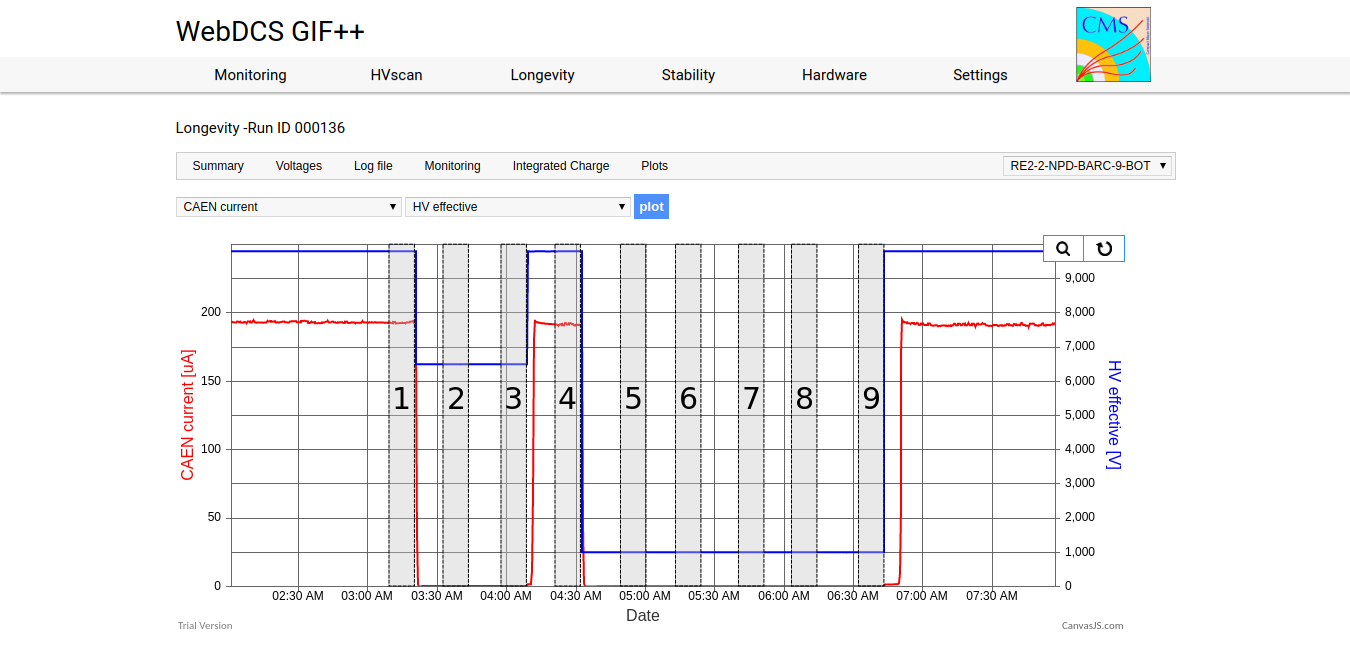 WebDCS GIF++
CMS
Monitoring HVscan Longevity Stability Hardware Settings
Longevity -Run ID 000136
Summary Voltages Log file Monitoring Integrated Charge Plots RE2-2-NPD-BARC-9-BOT
CAEN current HV effective plot
9,000
200 8,000
7,000
150 6,000
1 2 3 4 5 6 7 8 9
5,000
100 4,000
3,000
50 2,000
1,000
0 0
CAEN current [uA]
HV effective [V]
02:30 AM 03:00 AM 03:30 AM 04:00 AM 04:30 AM 05:00 AM 05:30 AM 06:00 AM 06:30 AM 07:00 AM 07:30 AM
Date
Trial Version CanvasJS.com